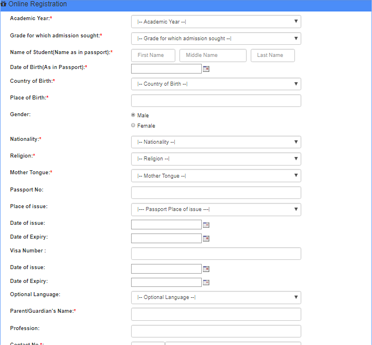 Online Registration
Academic Year:* |-- Academic Year --|
Grade for which admission sought:* |-- Grade for which admission sought --|
Name of Student(Name as in passport):* First Name Middle Name Last Name
Date of Birth(As in Passport):*
Country of Birth:* |-- Country of Birth --|
Place of Birth:*
Gender: Male
Female
Nationality:* |-- Nationality --|
Religion:* |-- Religion --|
Mother Tongue:* |-- Mother Tongue --|
Passport No:
Place of issue: |--- Passport Place of issue ---|
Date of issue:
Date of Expiry:
Visa Number :
Date of issue:
Date of Expiry:
Optional Language: |-- Optional Language --|
Parent/Guardian's Name:*
Profession:
Contact No:*